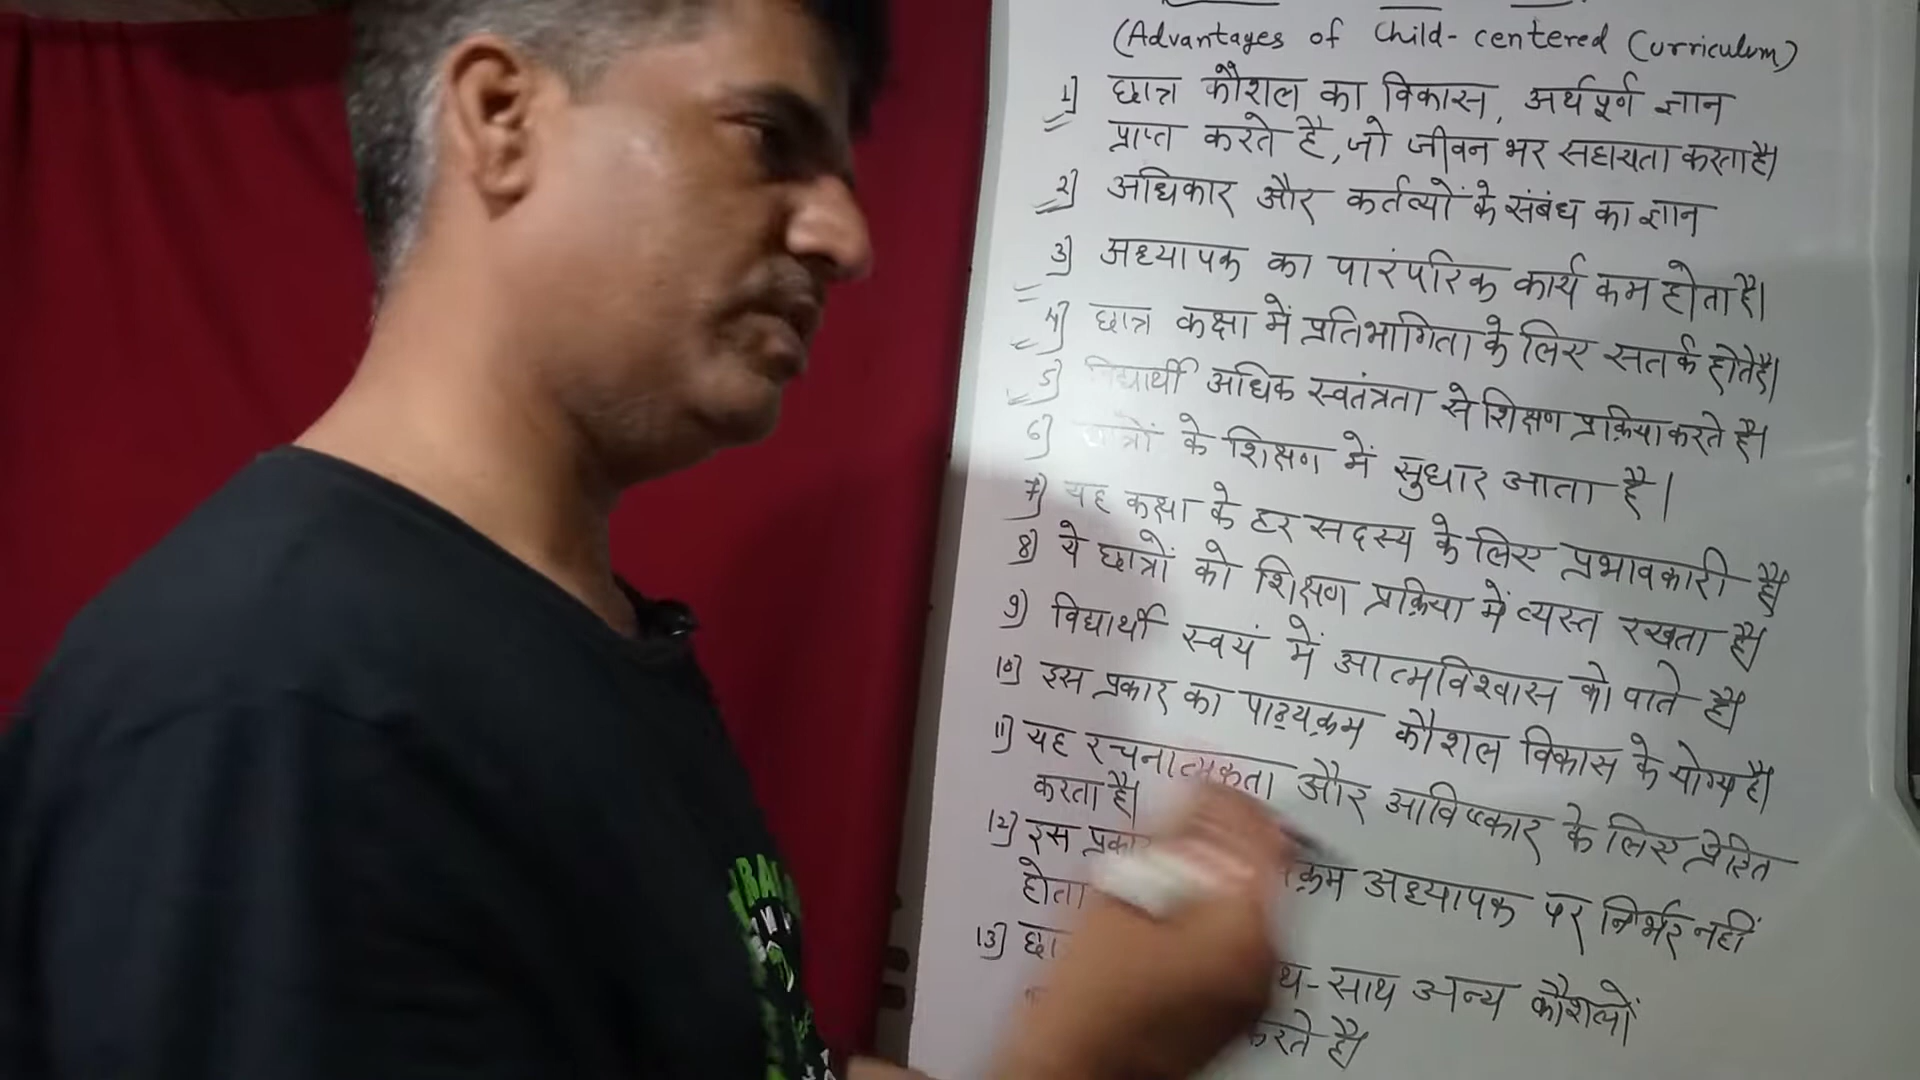 (Advantages of Child-centered Curriculum)
1] छात्र कौशल का विकास, अर्थपूर्ण ज्ञान
प्राप्त करते है, जो जीवन भर सहायता करता है।
2] अधिकार और कर्तव्यों के संबंध का ज्ञान
3] अध्यापक का पारंपरिक कार्य कम होता है।
4] छात्र कक्षा में प्रतिभागिता के लिए सतर्क होते है।
5] विद्यार्थी अधिक स्वतंत्रता से शिक्षण प्रक्रिया करते है।
6] छात्रों के शिक्षण में सुधार आता है।
7) यह कक्षा के हर सदस्य के लिए प्रभावकारी है।
8) ये छात्रों को शिक्षण प्रक्रिया में व्यस्त रखता है।
9) विद्यार्थी स्वयं में आत्मविश्वास को पाते है।
10] इस प्रकार का पाठ्यक्रम कौशल विकास के योग्य है।
11) यह रचनात्मकता और आविष्कार के लिए प्रेरित
करता है।
12] इस अध्यापक पर निर्भर नहीं
होता
13] साथ अन्य कौशलों
करते है।